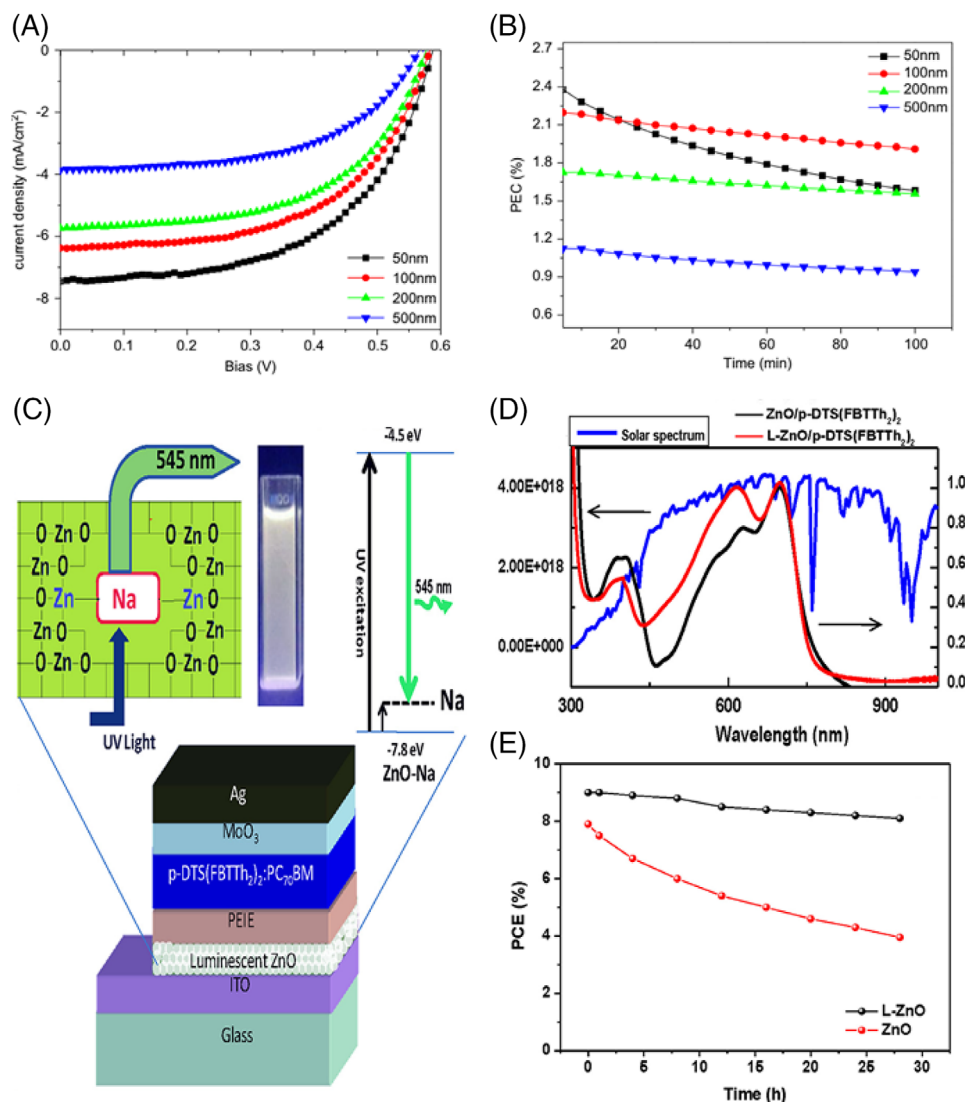 (A)
0
-2
-4
-6
-8
current density (mA/cm²)
0.0 0.1 0.2 0.3 0.4 0.5 0.6
Bias (V)
50nm
100nm
200nm
500nm
(B)
2.7
2.4
2.1
1.8
1.5
1.2
0.9
0.6
PEC (%)
20 40 60 80 100
Time (min)
50nm
100nm
200nm
500nm
(C)
545 nm
O Zn O
Zn O
O Zn
Zn O
O Zn O
O Zn O
O Zn
Zn O
O Zn
O Zn O
Na
UV Light
-4.5 eV
UV excitation
545 nm
Na
-7.8 eV
ZnO-Na
Ag
MoO₃
p-DTS(FBTTh₂)₂:PC₇₀BM
PEIE
Luminescent ZnO
ITO
Glass
(D)
Solar spectrum
ZnO/p-DTS(FBTTh₂)₂
L-ZnO/p-DTS(FBTTh₂)₂
4.00E+018
2.00E+018
0.00E+000
1.0
0.8
0.6
0.4
0.2
0.0
300 600 900
Wavelength (nm)
(E)
10
8
6
4
2
0
PCE (%)
0 5 10 15 20 25 30
Time (h)
L-ZnO
ZnO